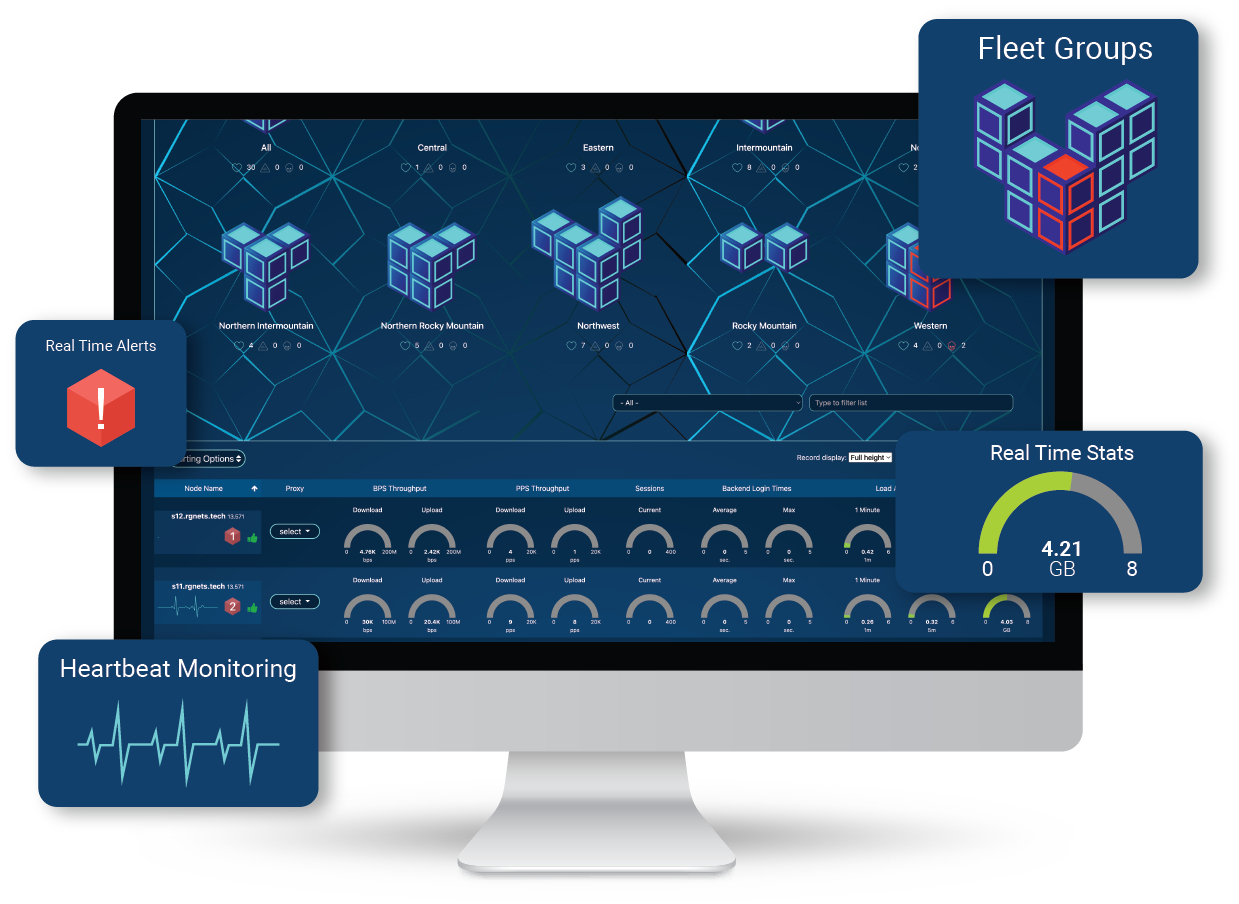 Fleet Groups
All
Central
Eastern
Intermountain
30 0 0
1 0 0
3 0 0
8 0 0
2
Northern Intermountain
Northern Rocky Mountain
Northwest
Rocky Mountain
Western
4 0 0
5 0 0
7 0 0
2 0 0
4 0 2
Real Time Alerts
!
- All -
Type to filter list
Real Time Stats
4.21
0 GB 8
rting Options
Record display: Full height
Node Name Proxy BPS Throughput PPS Throughput Sessions Backend Login Times Load
Download Upload Download Upload Current Average Max 1 Minute
s12.rgnets.tech 13.571
1
select
0 4.76K 200M 0 2.42K 200M 0 4 20K 0 1 20K 0 0 400 0 0 5 0 0 5 0 0.42 6
bps bps pps pps sec. sec. 1m
Download Upload Download Upload Current Average Max 1 Minute
s11.rgnets.tech 13.571
2
select
0 30K 100M 0 20.4K 100M 0 9 20K 0 8 20K 0 0 400 0 0 5 0 0 5 0 0.26 6 0 0.32 6 0 4.03 8
bps bps pps pps sec. sec. 1m 5m GB
Heartbeat Monitoring